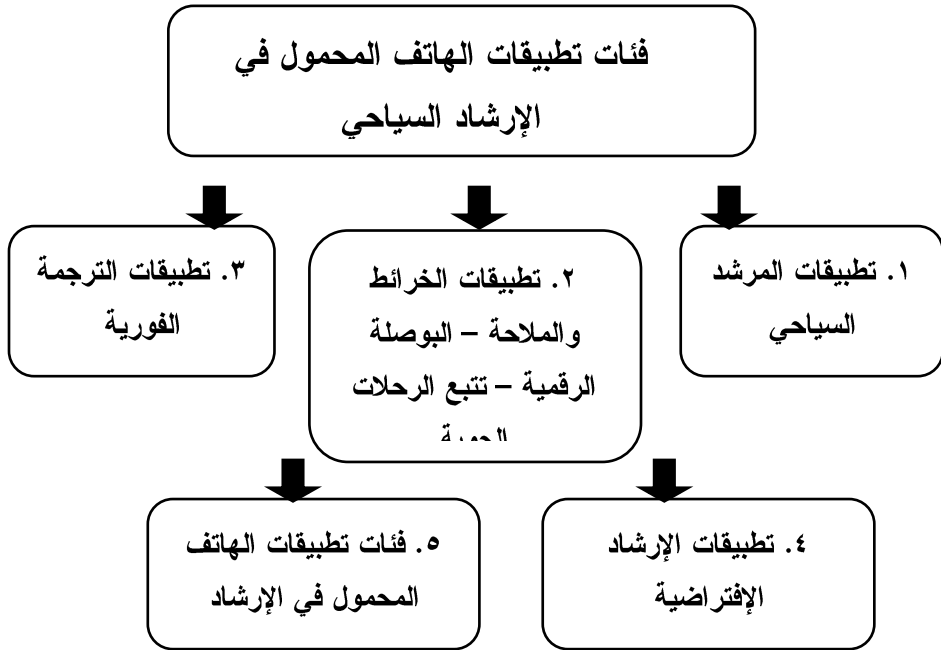 فئات تطبيقات الهاتف المحمول في
الإرشاد السياحي
١. تطبيقات المرشد
السياحي
٢. تطبيقات الخرائط
والملاحة – البوصلة
الرقمية – تتبع الرحلات
٣. تطبيقات الترجمة
الفورية
٤. تطبيقات الإرشاد
الإفتراضية
٥. فئات تطبيقات الهاتف
المحمول في الإرشاد